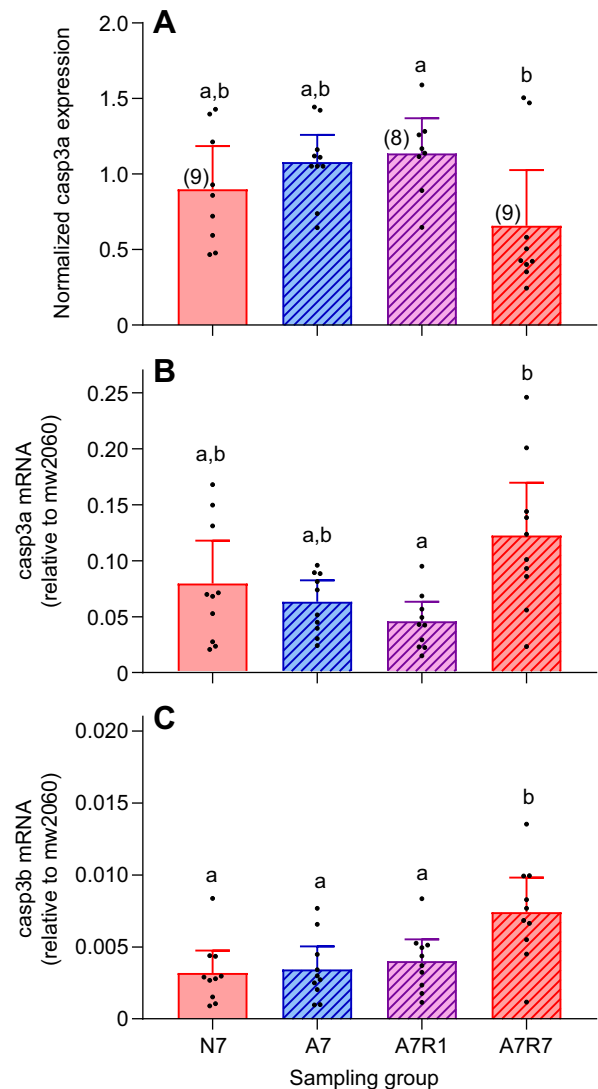 A
Normalized casp3a expression
2.0
1.5
1.0
0.5
0
a,b
a,b
a
b
(9)
(8)
(9)
B
casp3a mRNA
(relative to mw2060)
0.25
0.20
0.15
0.10
0.05
0
a,b
a,b
a
b
C
casp3b mRNA
(relative to mw2060)
0.020
0.015
0.010
0.005
0
a
a
a
b
N7
A7
A7R1
A7R7
Sampling group